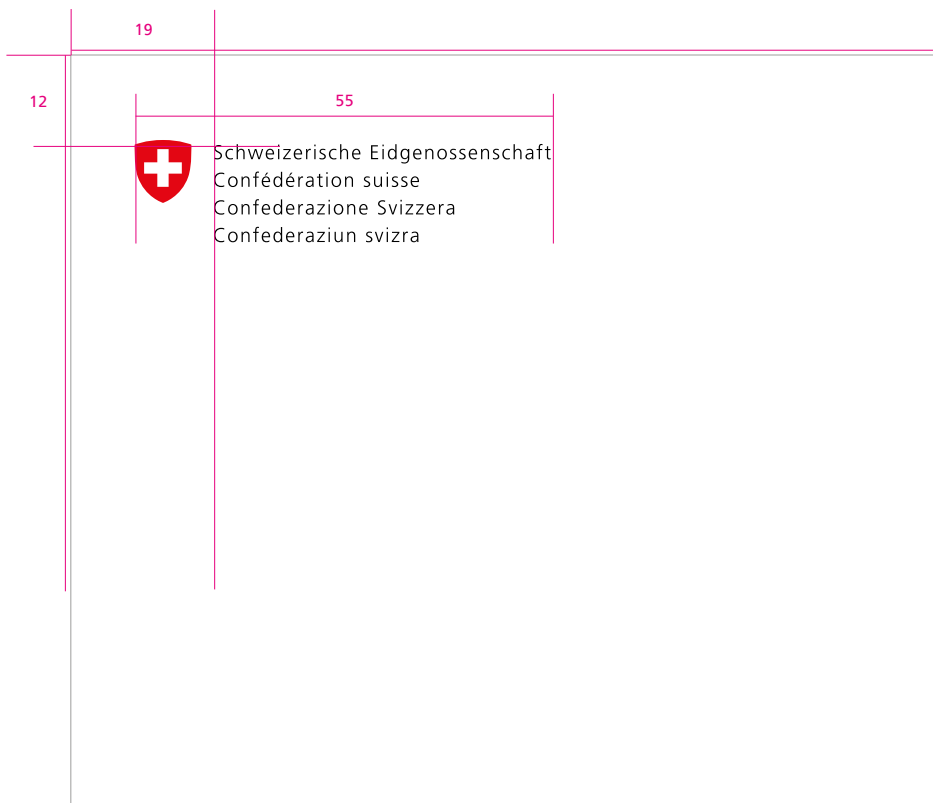 19
12
55
Schweizerische Eidgenossenschaft
Confédération suisse
Confederazione Svizzera
Confederaziun svizra